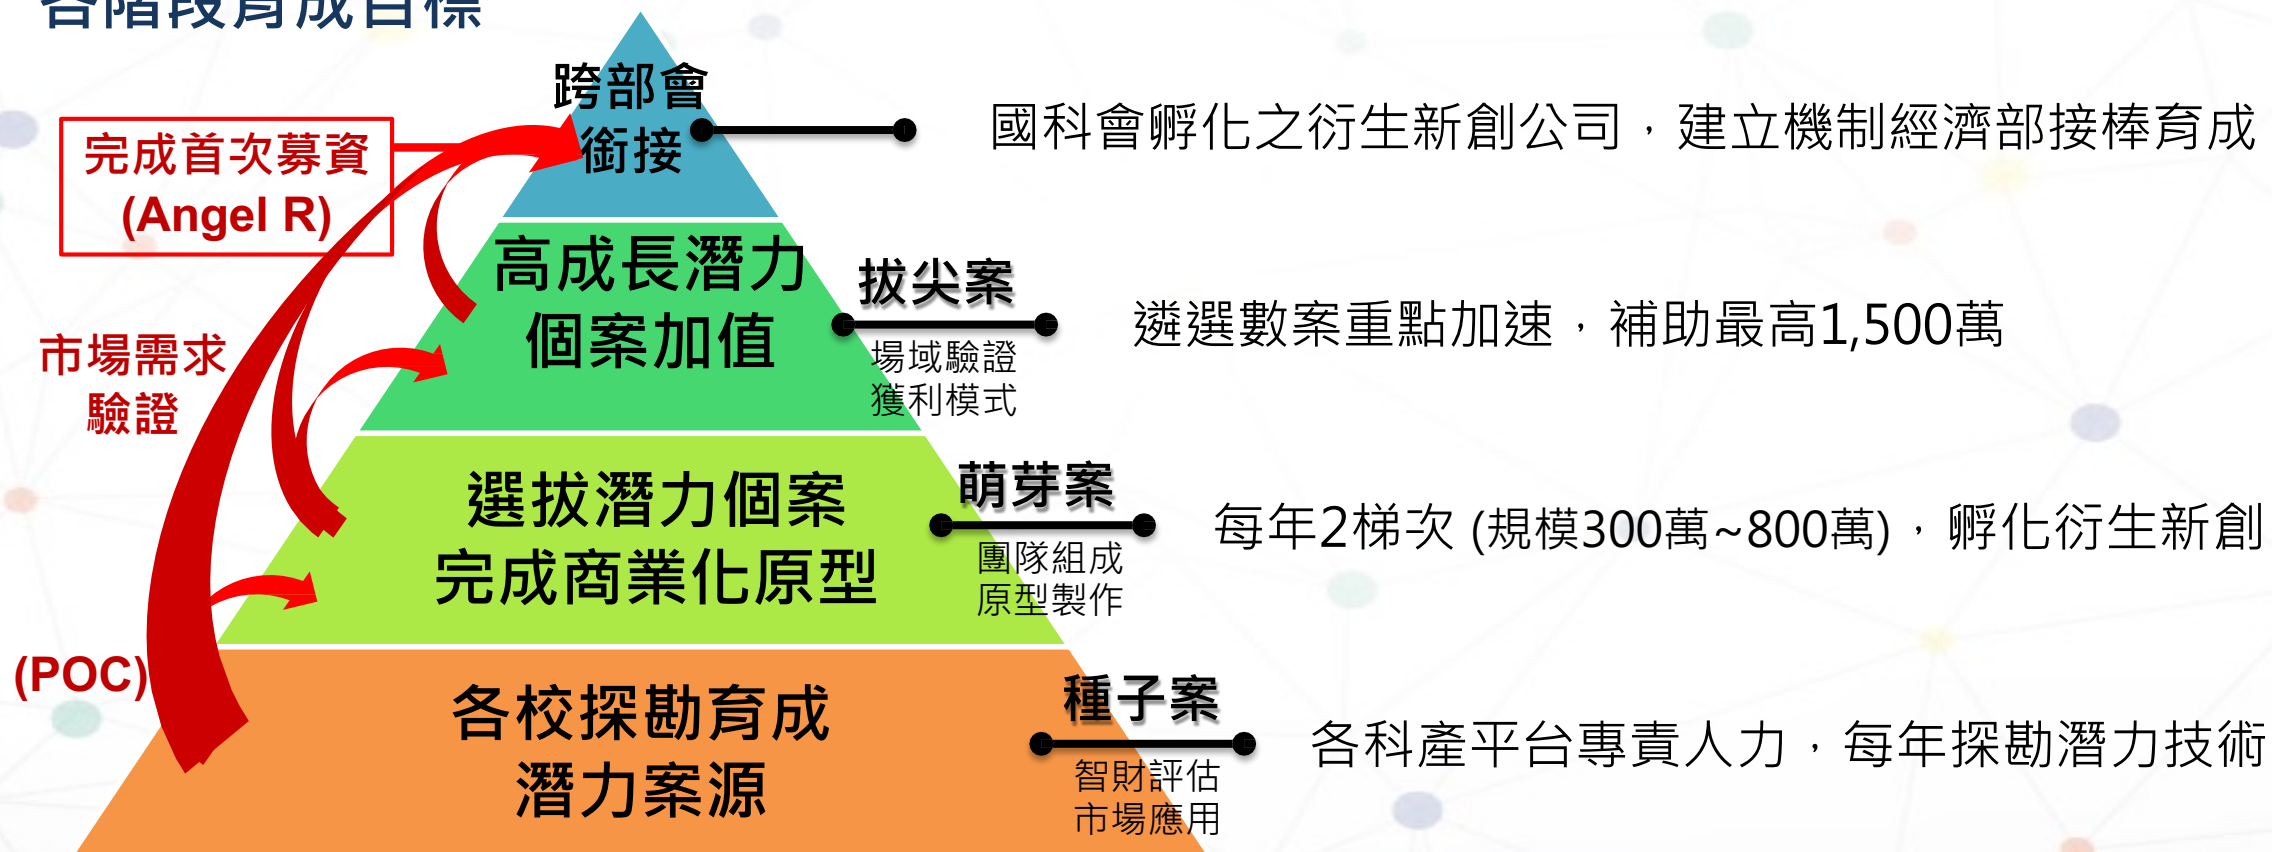 各階段育成目標
跨部會
銜接
國科會孵化之衍生新創公司，建立機制經濟部接棒育成
完成首次募資
(Angel R)
高成長潛力
個案加值
拔尖案
場域驗證
獲利模式
遴選數案重點加速，補助最高1,500萬
市場需求
驗證
選拔潛力個案
完成商業化原型
萌芽案
團隊組成
原型製作
每年2梯次 (規模300萬~800萬)，孵化衍生新創
(POC)
各校探勘育成
潛力案源
種子案
智財評估
市場應用
各科產平台專責人力，每年探勘潛力技術